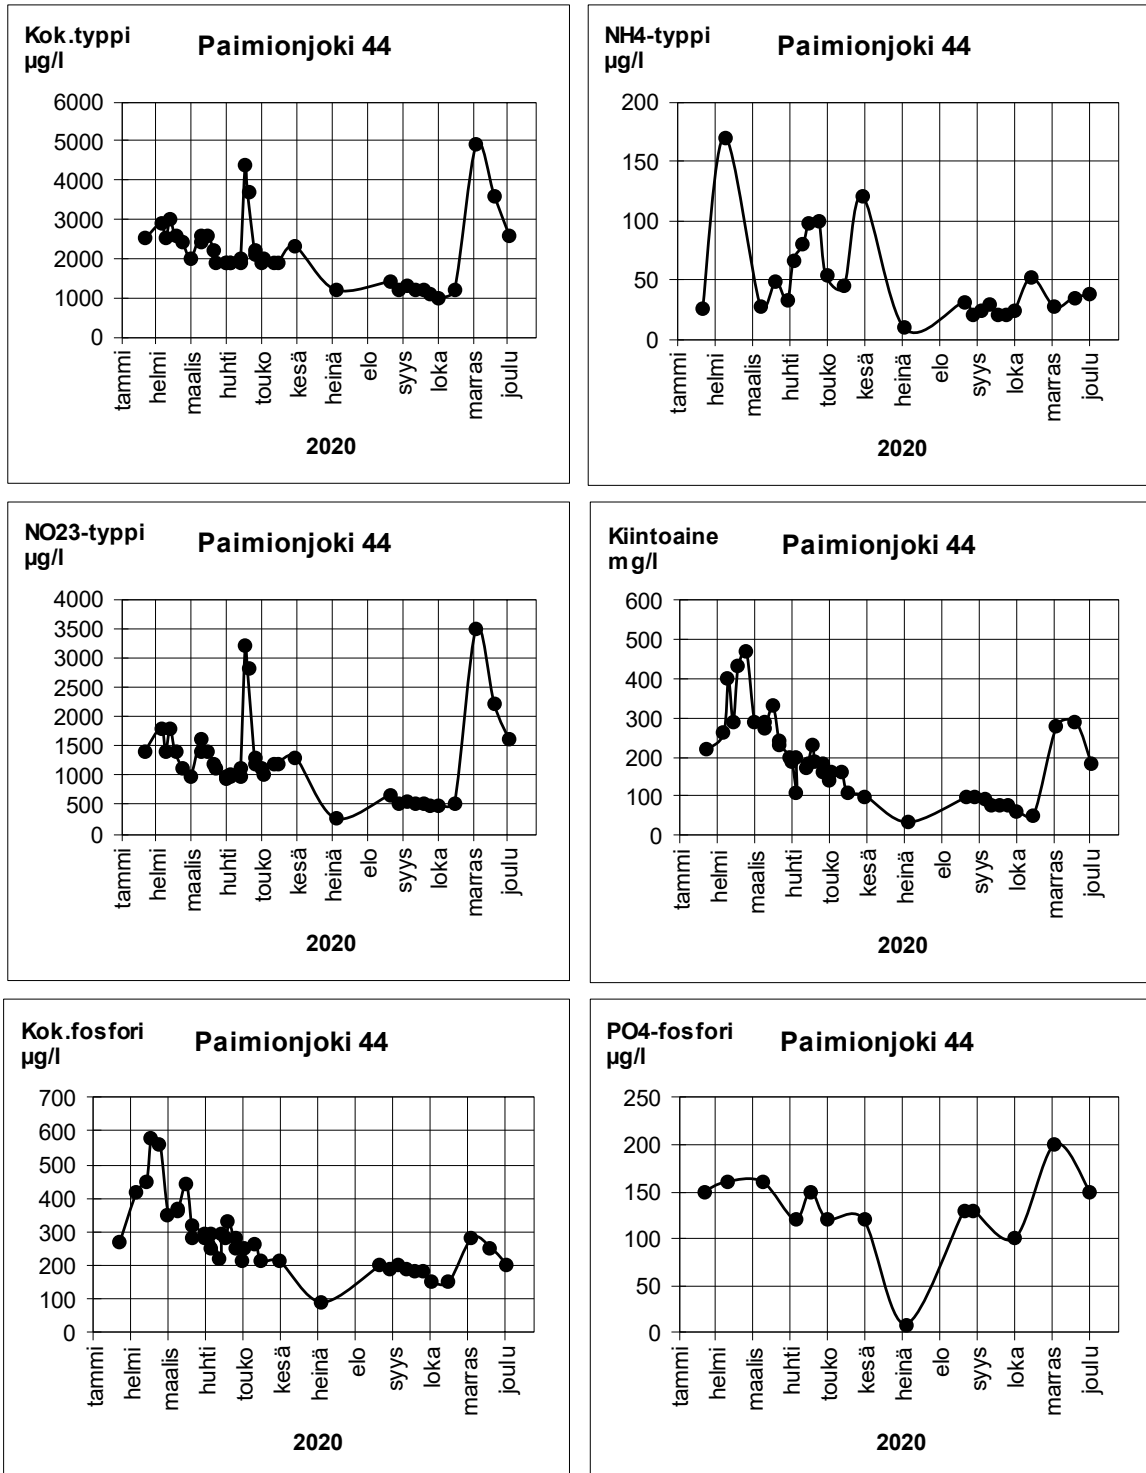 Kok.typpi
µg/l
Paimionjoki 44
6000
5000
4000
3000
2000
1000
0
tammi
helmi
maalis
huhti
touko
kesä
heinä
elo
syys
loka
marras
joulu
2020
NH4-typpi
µg/l
Paimionjoki 44
200
150
100
50
0
tammi
helmi
maalis
huhti
touko
kesä
heinä
elo
syys
loka
marras
joulu
2020
NO23-typpi
µg/l
Paimionjoki 44
4000
3500
3000
2500
2000
1500
1000
500
0
tammi
helmi
maalis
huhti
touko
kesä
heinä
elo
syys
loka
marras
joulu
2020
Kiintoaine
mg/l
Paimionjoki 44
600
500
400
300
200
100
0
tammi
helmi
maalis
huhti
touko
kesä
heinä
elo
syys
loka
marras
joulu
2020
Kok.fosfori
µg/l
Paimionjoki 44
700
600
500
400
300
200
100
0
tammi
helmi
maalis
huhti
touko
kesä
heinä
elo
syys
loka
marras
joulu
2020
PO4-fosfori
µg/l
Paimionjoki 44
250
200
150
100
50
0
tammi
helmi
maalis
huhti
touko
kesä
heinä
elo
syys
loka
marras
joulu
2020